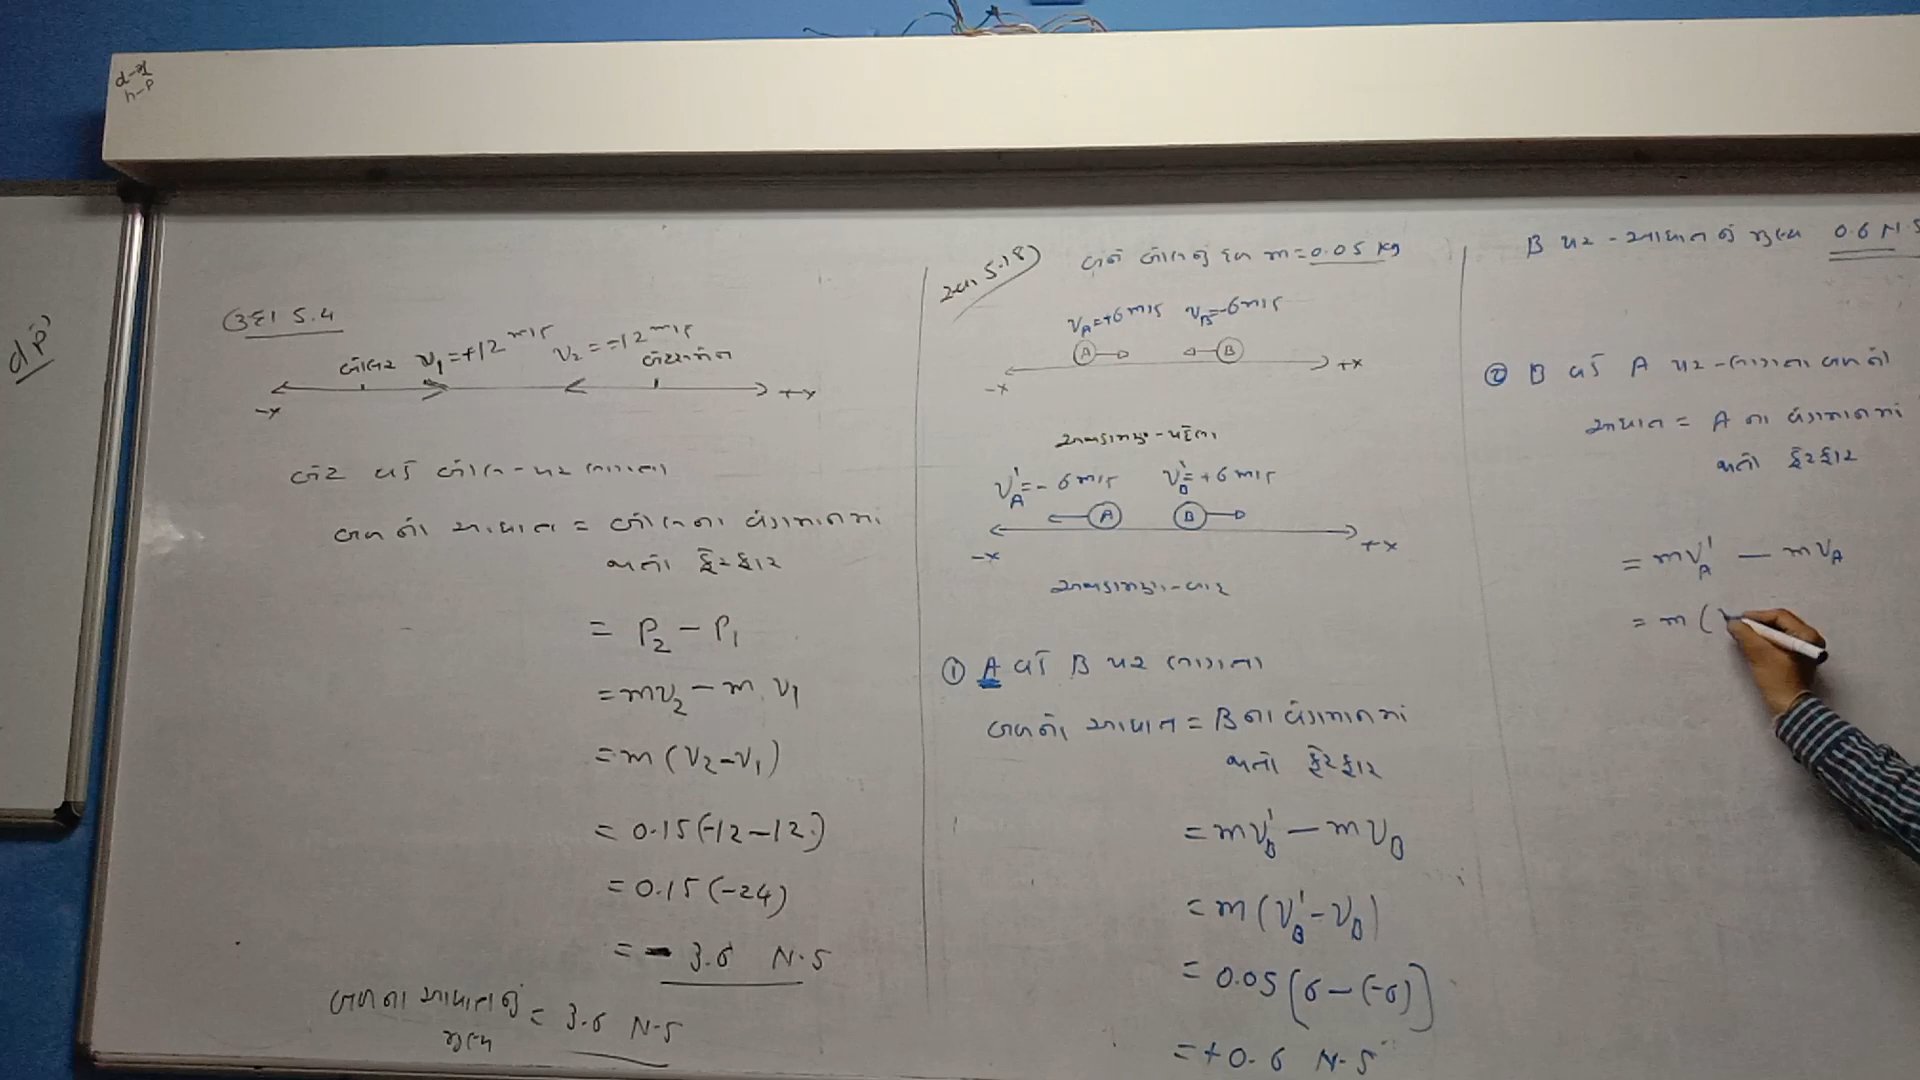 d-સ્
n-p
dp
ઉદા 5.4
બોલર v₁=+12 m/s v₂=-12 m/s બેટ્સમેન
-x +x
બેટ વડે બોલ-પર લાગતા
બળનો આઘાત = બોલના વેગમાનમાં
થતો ફેરફાર
= P₂ - P₁
= mv₂ - m v₁
= m (v₂-v₁)
= 0.15(-12-12)
= 0.15(-24)
= - 3.6 N-s
બળના આઘાતનું = 3.6 N-s
મૂલ્ય
સ્વા. 5.18) બંને બોલનું દળ m=0.05 kg
v_A=+6 m/s v_B=-6 m/s
A B
-x +x
અથડામણ-પહેલા
v'_A=-6 m/s v'_B=+6 m/s
A B
-x +x
અથડામણ-બાદ
① A વડે B પર લાગતા
બળનો આઘાત = B ના વેગમાનમાં
થતો ફેરફાર
= mv'_B - mv_B
= m (v'_B - v_B)
= 0.05 [6-(-6)]
= +0.6 N-s
B પર-આઘાતનું મૂલ્ય 0.6 N-s
② B વડે A પર-લાગતા બળનો
આઘાત = A ના વેગમાનમાં
થતો ફેરફાર
= mv'_A - mv_A
= m (